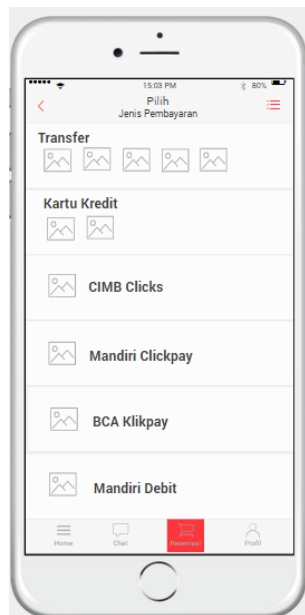 15:03 PM 80%
Pilih
Jenis Pembayaran
Transfer
Kartu Kredit
CIMB Clicks
Mandiri Clickpay
BCA Klikpay
Mandiri Debit
Home Chat Reservasi Profil